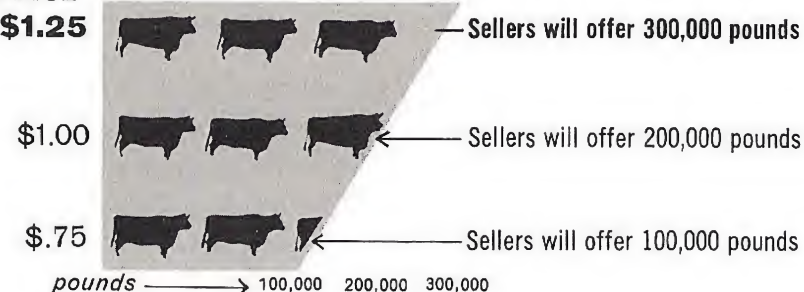 $1.25 Sellers will offer 300,000 pounds
$1.00 Sellers will offer 200,000 pounds
$.75 Sellers will offer 100,000 pounds
pounds 100,000 200,000 300,000